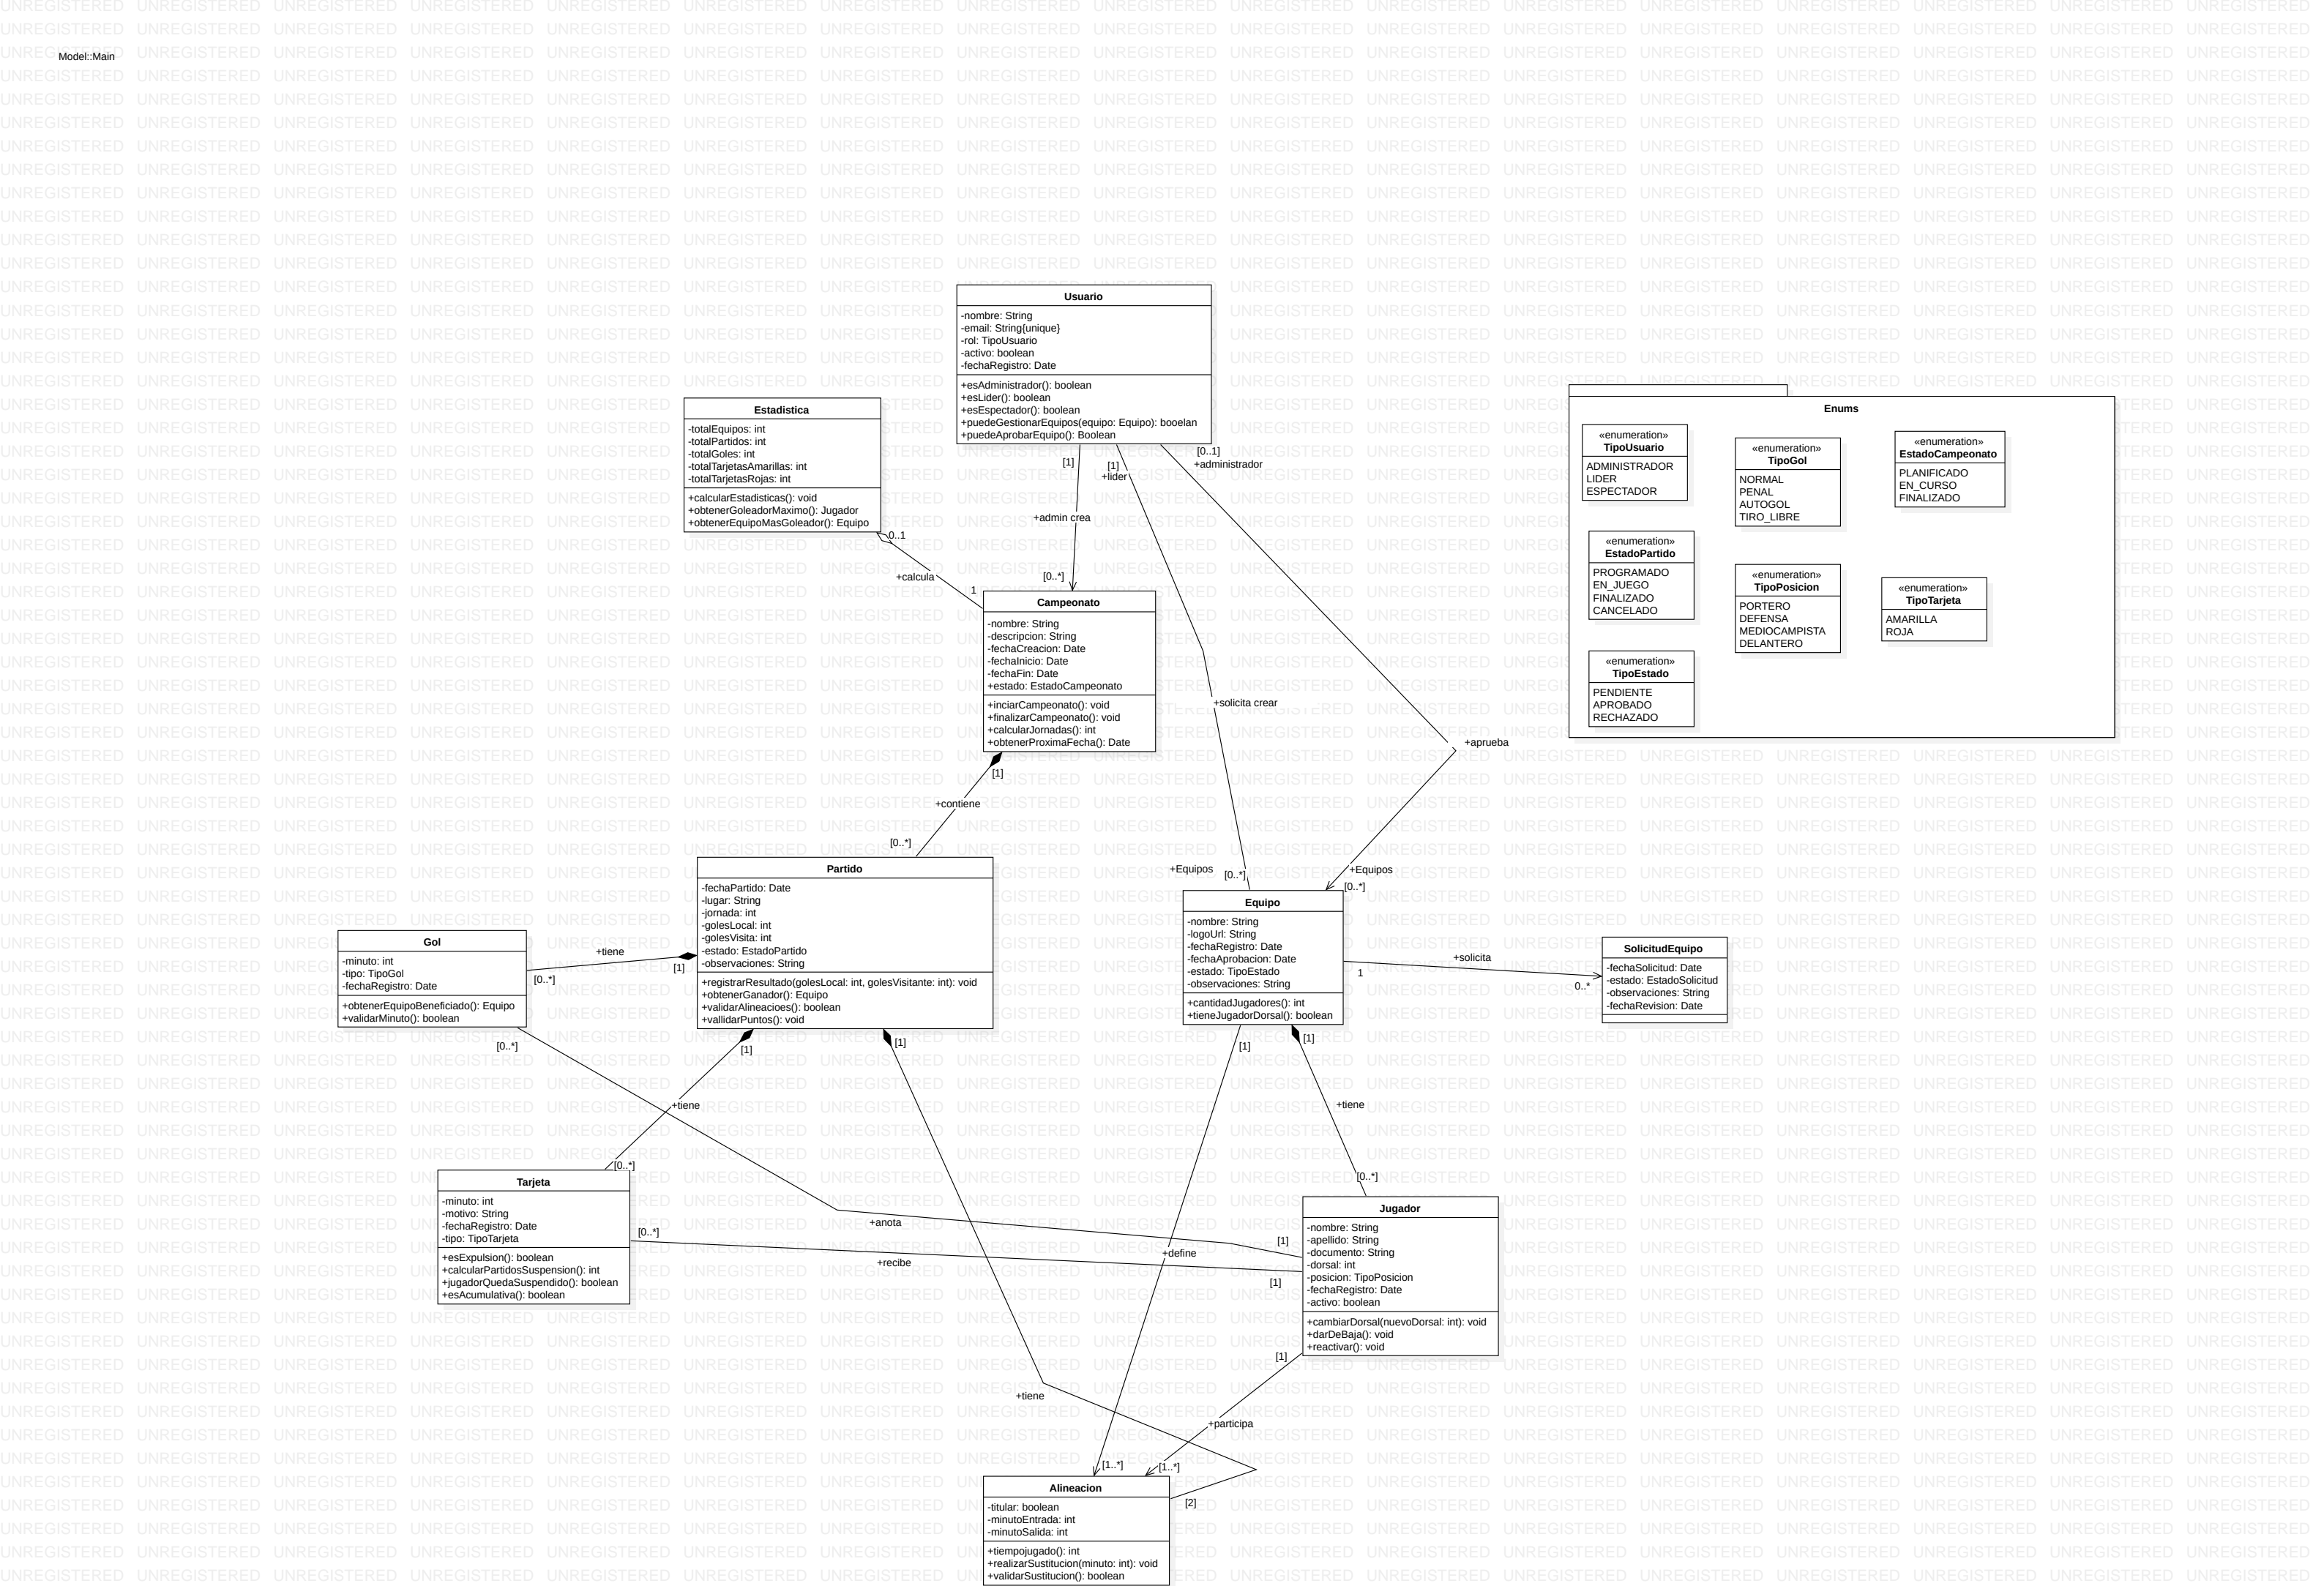 Model::Main
Usuario
-nombre: String
-email: String{unique}
-rol: TipoUsuario
-activo: boolean
-fechaRegistro: Date
+esAdministrador(): boolean
+esLider(): boolean
+esEspectador(): boolean
+puedeGestionarEquipos(equipo: Equipo): booelan
+puedeAprobarEquipo(): Boolean
[1]
[1]
+lider
[0..1]
+administrador
+admin crea
[0..*]
Estadistica
-totalEquipos: int
-totalPartidos: int
-totalGoles: int
-totalTarjetasAmarillas: int
-totalTarjetasRojas: int
+calcularEstadisticas(): void
+obtenerGoleadorMaximo(): Jugador
+obtenerEquipoMasGoleador(): Equipo
0..1
+calcula
1
Enums
«enumeration»
TipoUsuario
ADMINISTRADOR
LIDER
ESPECTADOR
«enumeration»
TipoGol
NORMAL
PENAL
AUTOGOL
TIRO_LIBRE
«enumeration»
EstadoCampeonato
PLANIFICADO
EN_CURSO
FINALIZADO
«enumeration»
EstadoPartido
PROGRAMADO
EN_JUEGO
FINALIZADO
CANCELADO
«enumeration»
TipoPosicion
PORTERO
DEFENSA
MEDIOCAMPISTA
DELANTERO
«enumeration»
TipoTarjeta
AMARILLA
ROJA
«enumeration»
TipoEstado
PENDIENTE
APROBADO
RECHAZADO
Campeonato
-nombre: String
-descripcion: String
-fechaCreacion: Date
-fechaInicio: Date
-fechaFin: Date
+estado: EstadoCampeonato
+inciarCampeonato(): void
+finalizarCampeonato(): void
+calcularJornadas(): int
+obtenerProximaFecha(): Date
[1]
+contiene
[0..*]
+solicita crear
+aprueba
+Equipos
[0..*]
+Equipos
[0..*]
Partido
-fechaPartido: Date
-lugar: String
-jornada: int
-golesLocal: int
-golesVisita: int
-estado: EstadoPartido
-observaciones: String
+registrarResultado(golesLocal: int, golesVisitante: int): void
+obtenerGanador(): Equipo
+validarAlineacioes(): boolean
+vallidarPuntos(): void
[1]
+tiene
[0..*]
Gol
-minuto: int
-tipo: TipoGol
-fechaRegistro: Date
+obtenerEquipoBeneficiado(): Equipo
+validarMinuto(): boolean
[0..*]
[1]
[1]
Equipo
-nombre: String
-logoUrl: String
-fechaRegistro: Date
-fechaAprobacion: Date
-estado: TipoEstado
-observaciones: String
+cantidadJugadores(): int
+tieneJugadorDorsal(): boolean
[1]
[1]
1
+solicita
0..*
SolicitudEquipo
-fechaSolicitud: Date
-estado: EstadoSolicitud
-observaciones: String
-fechaRevision: Date
+tiene
+tiene
[0..*]
[0..*]
Tarjeta
-minuto: int
-motivo: String
-fechaRegistro: Date
-tipo: TipoTarjeta
+esExpulsion(): boolean
+calcularPartidosSuspension(): int
+jugadorQuedaSuspendido(): boolean
+esAcumulativa(): boolean
[0..*]
+anota
[1]
+recibe
[1]
+define
Jugador
-nombre: String
-apellido: String
-documento: String
-dorsal: int
-posicion: TipoPosicion
-fechaRegistro: Date
-activo: boolean
+cambiarDorsal(nuevoDorsal: int): void
+darDeBaja(): void
+reactivar(): void
[1]
+tiene
+participa
[1..*]
[1..*]
[2]
Alineacion
-titular: boolean
-minutoEntrada: int
-minutoSalida: int
+tiempojugado(): int
+realizarSustitucion(minuto: int): void
+validarSustitucion(): boolean
UNREGISTERED